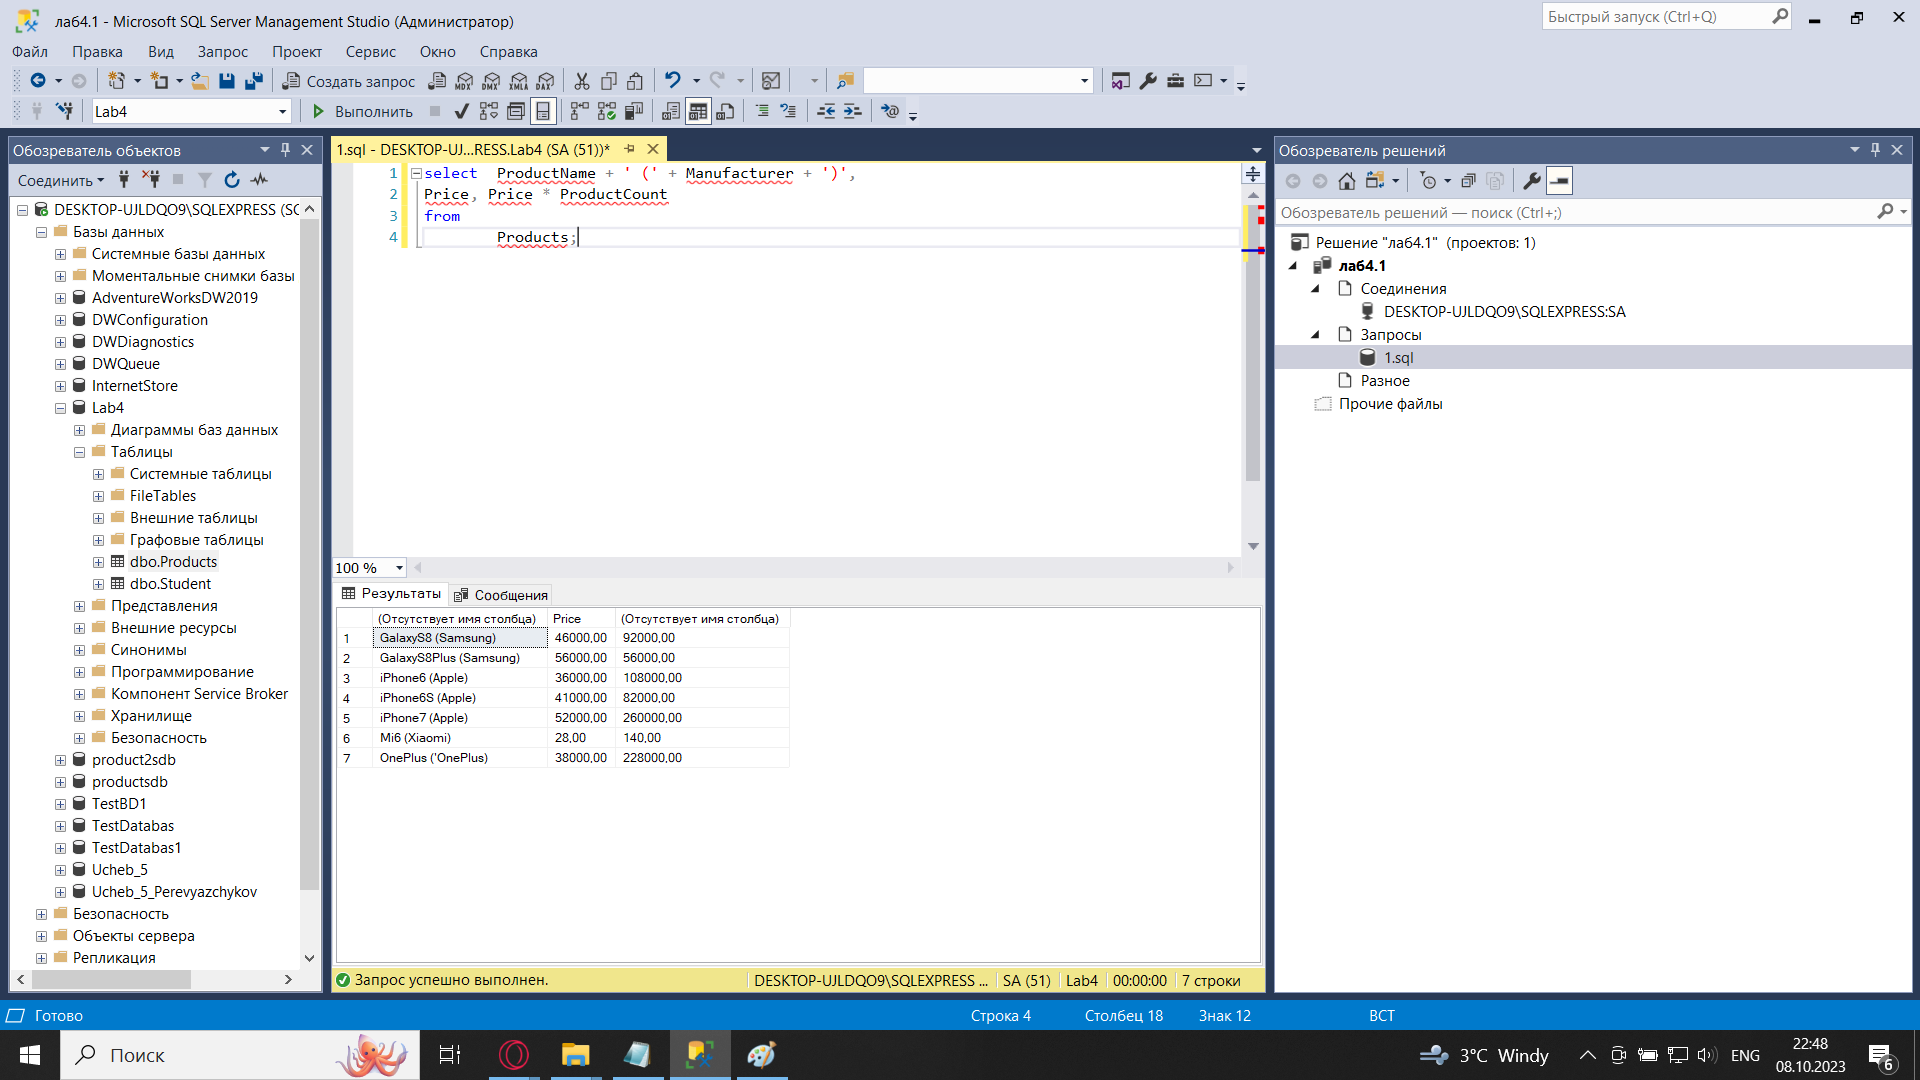 лаб4.1 - Microsoft SQL Server Management Studio (Администратор)
Быстрый запуск (Ctrl+Q)
Файл Правка Вид Запрос Проект Сервис Окно Справка
Создать запрос MDX DMX XMLA DAX
Lab4 Выполнить
Обозреватель объектов
Соединить
DESKTOP-UJLDQO9\SQLEXPRESS (SC
Базы данных
Системные базы данных
Моментальные снимки базы
AdventureWorksDW2019
DWConfiguration
DWDiagnostics
DWQueue
InternetStore
Lab4
Диаграммы баз данных
Таблицы
Системные таблицы
FileTables
Внешние таблицы
Графовые таблицы
dbo.Products
dbo.Student
Представления
Внешние ресурсы
Синонимы
Программирование
Компонент Service Broker
Хранилище
Безопасность
product2sdb
productsdb
TestBD1
TestDatabas
TestDatabas1
Ucheb_5
Ucheb_5_Perevyazchykov
Безопасность
Объекты сервера
Репликация
1.sql - DESKTOP-UJ...RESS.Lab4 (SA (51))*
1 select ProductName + ' (' + Manufacturer + ')',
2 Price, Price * ProductCount
3 from
4 Products;
100 %
Результаты Сообщения
(Отсутствует имя столбца) Price (Отсутствует имя столбца)
1 GalaxyS8 (Samsung) 46000,00 92000,00
2 GalaxyS8Plus (Samsung) 56000,00 56000,00
3 iPhone6 (Apple) 36000,00 108000,00
4 iPhone6S (Apple) 41000,00 82000,00
5 iPhone7 (Apple) 52000,00 260000,00
6 Mi6 (Xiaomi) 28,00 140,00
7 OnePlus ('OnePlus) 38000,00 228000,00
Запрос успешно выполнен. DESKTOP-UJLDQO9\SQLEXPRESS ... SA (51) Lab4 00:00:00 7 строки
Обозреватель решений
Обозреватель решений — поиск (Ctrl+;)
Решение "лаб4.1" (проектов: 1)
лаб4.1
Соединения
DESKTOP-UJLDQO9\SQLEXPRESS:SA
Запросы
1.sql
Разное
Прочие файлы
Готово Строка 4 Столбец 18 Знак 12 ВСТ
Поиск 3°C Windy ENG 22:48
08.10.2023 6